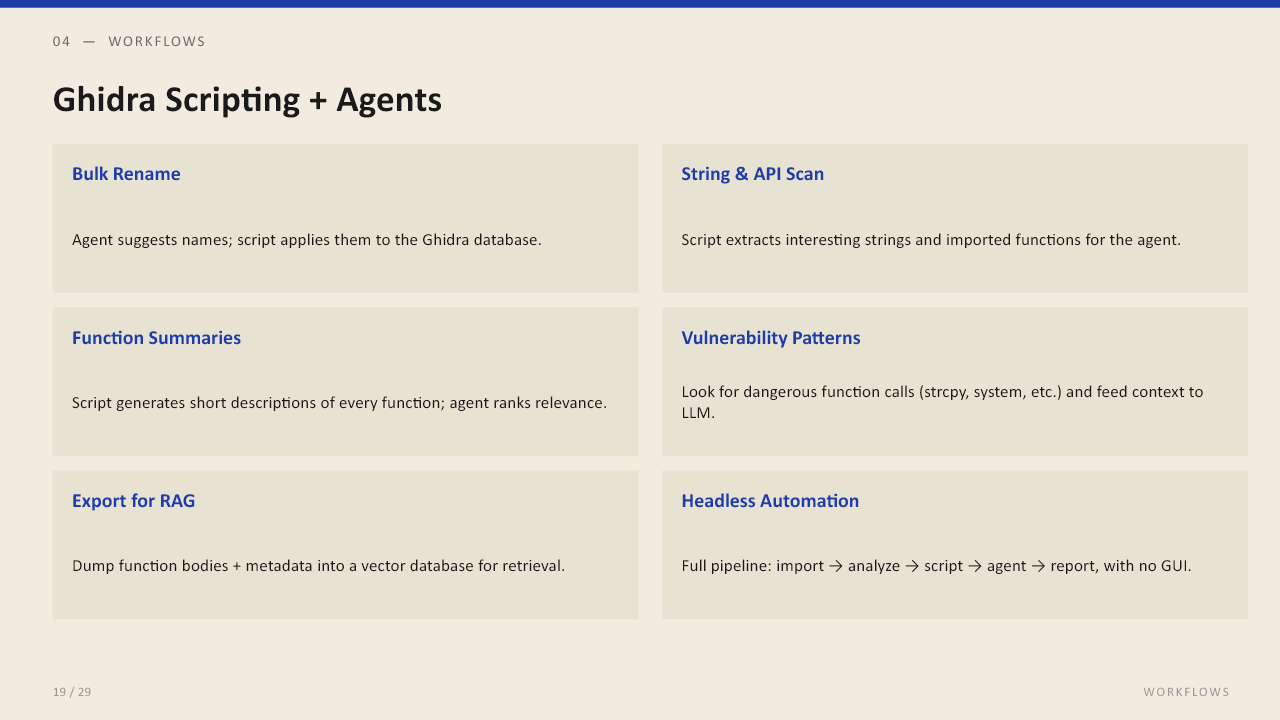 04 — WORKFLOWS
Ghidra Scripting + Agents
Bulk Rename
Agent suggests names; script applies them to the Ghidra database.
String & API Scan
Script extracts interesting strings and imported functions for the agent.
Function Summaries
Script generates short descriptions of every function; agent ranks relevance.
Vulnerability Patterns
Look for dangerous function calls (strcpy, system, etc.) and feed context to
LLM.
Export for RAG
Dump function bodies + metadata into a vector database for retrieval.
Headless Automation
Full pipeline: import → analyze → script → agent → report, with no GUI.
19 / 29
WORKFLOWS